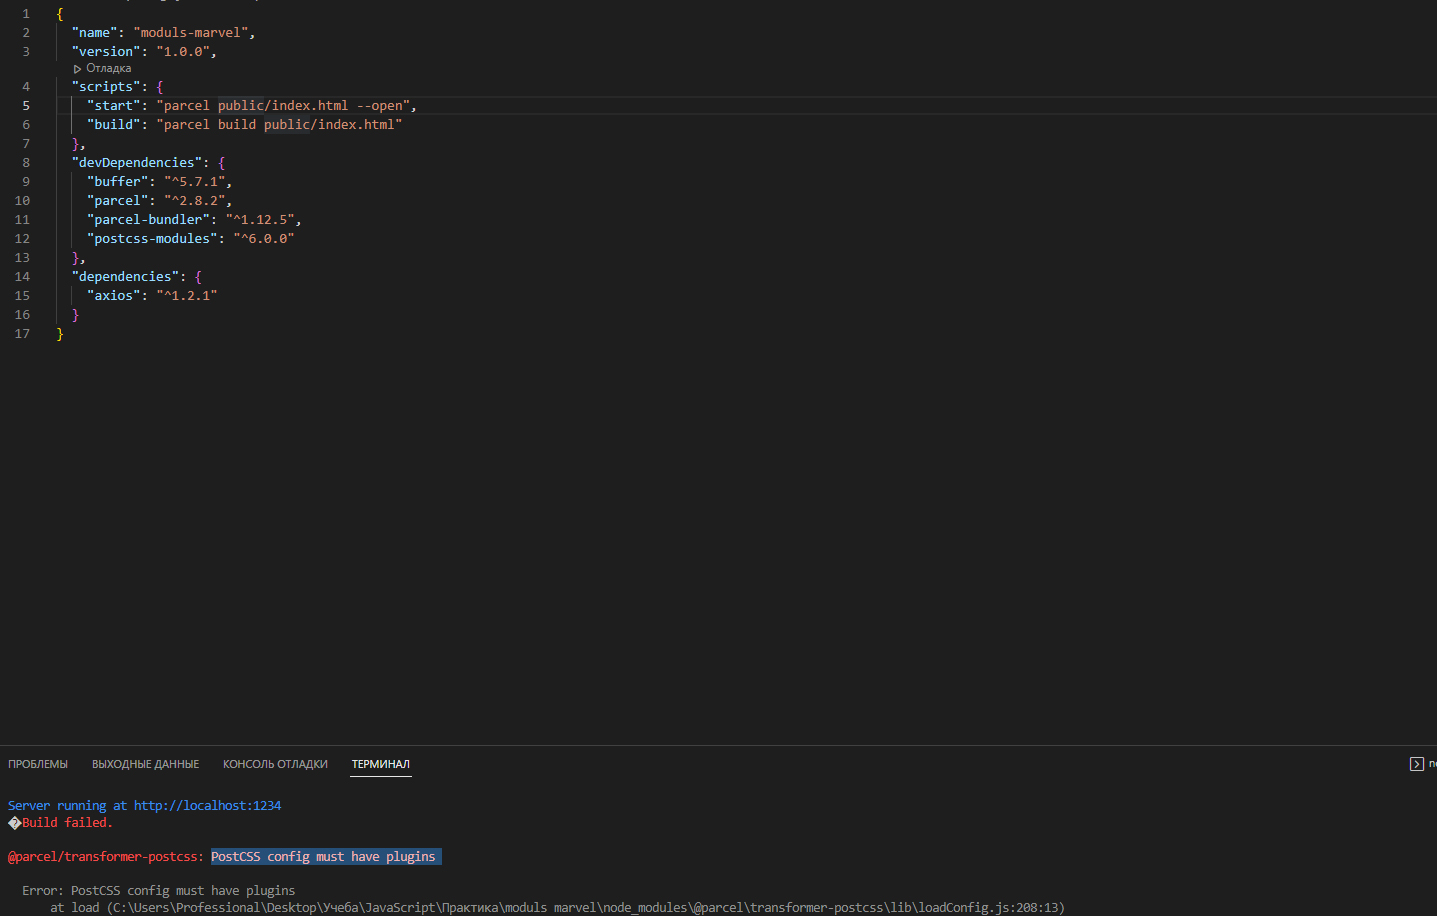 1 {
2 "name": "moduls-marvel",
3 "version": "1.0.0",
Отладка
4 "scripts": {
5 "start": "parcel public/index.html --open",
6 "build": "parcel build public/index.html"
7 },
8 "devDependencies": {
9 "buffer": "^5.7.1",
10 "parcel": "^2.8.2",
11 "parcel-bundler": "^1.12.5",
12 "postcss-modules": "^6.0.0"
13 },
14 "dependencies": {
15 "axios": "^1.2.1"
16 }
17 }
ПРОБЛЕМЫ ВЫХОДНЫЕ ДАННЫЕ КОНСОЛЬ ОТЛАДКИ ТЕРМИНАЛ
Server running at http://localhost:1234
�Build failed.
@parcel/transformer-postcss: PostCSS config must have plugins
Error: PostCSS config must have plugins
at load (C:\Users\Professional\Desktop\Учеба\JavaScript\Практика\moduls marvel\node_modules\@parcel\transformer-postcss\lib\loadConfig.js:208:13)